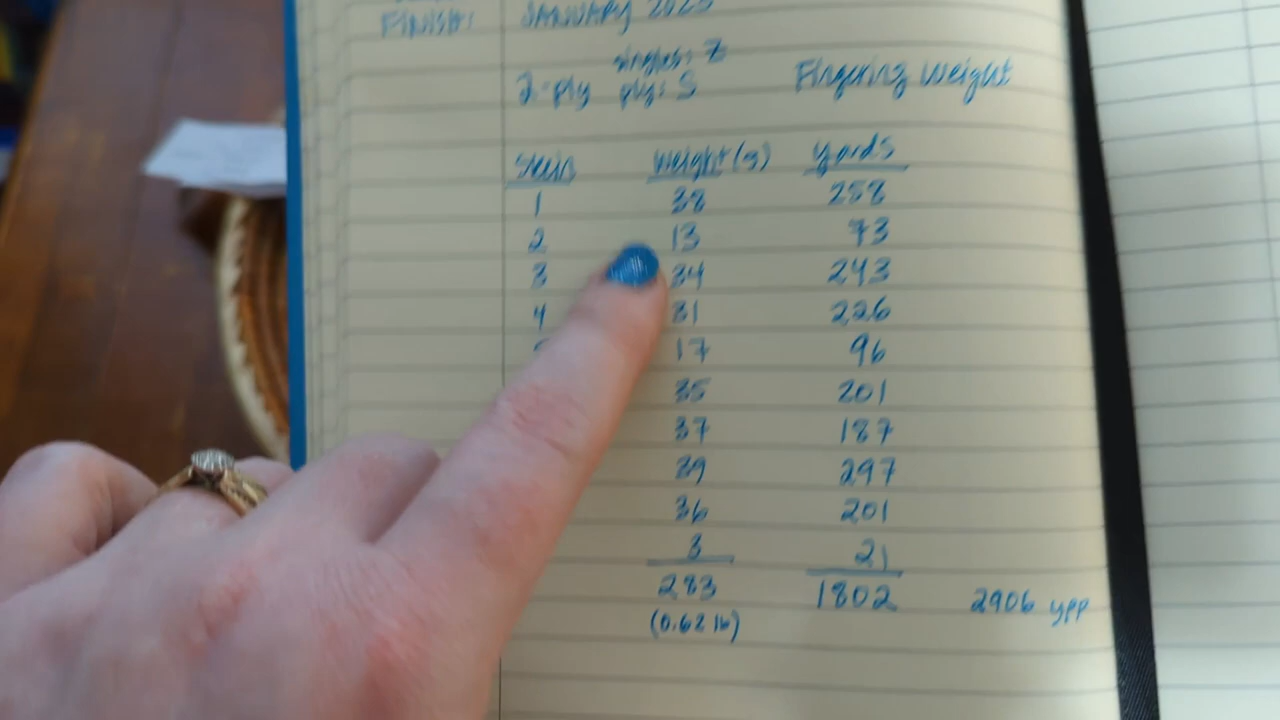 FINISH: JANUARY 2025
singles: Z
2-ply ply: S Fingering Weight
Skein Weight(g) yards
1 38 258
2 13 73
3 34 243
4 31 226
17 96
35 201
37 187
39 297
36 201
3 21
283 1802 2906 ypp
(0.62 lb)